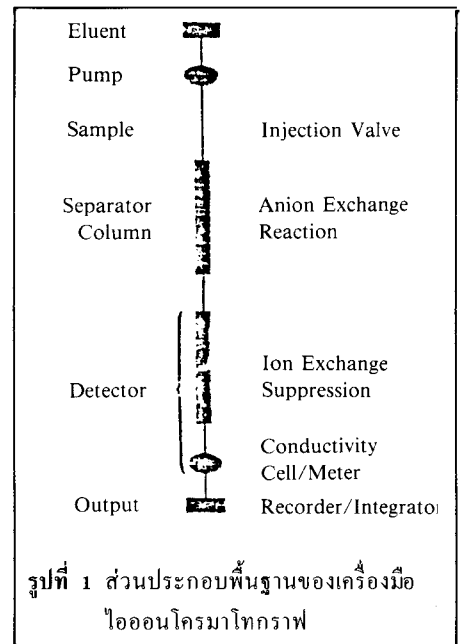 Eluent
Pump
Sample Injection Valve
Separator Anion Exchange
Column Reaction
Ion Exchange
Detector Suppression
Conductivity
Cell/Meter
Output Recorder/Integrato
รูปที่ 1 ส่วนประกอบพื้นฐานของเครื่องมือ
ไอออนโครมาโทกราฟ